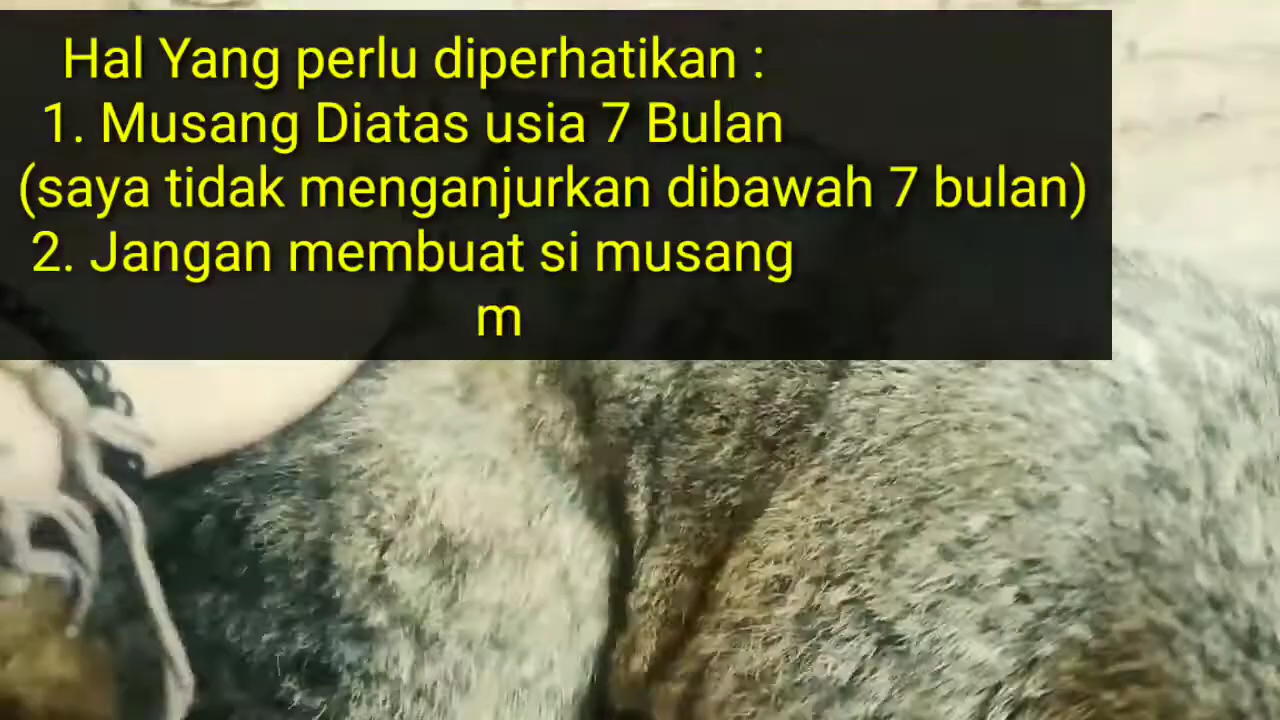 Hal Yang perlu diperhatikan :
1. Musang Diatas usia 7 Bulan
(saya tidak menganjurkan dibawah 7 bulan)
2. Jangan membuat si musang
m